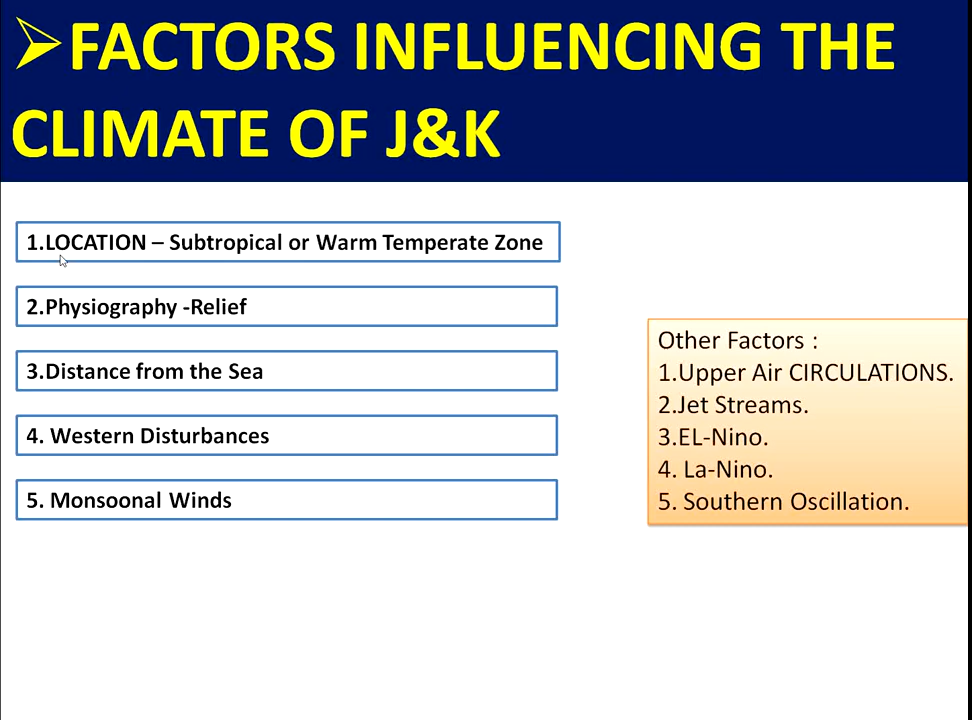 ➢FACTORS INFLUENCING THE
CLIMATE OF J&K
1.LOCATION – Subtropical or Warm Temperate Zone
2.Physiography -Relief
3.Distance from the Sea
4. Western Disturbances
5. Monsoonal Winds
Other Factors :
1.Upper Air CIRCULATIONS.
2.Jet Streams.
3.EL-Nino.
4. La-Nino.
5. Southern Oscillation.